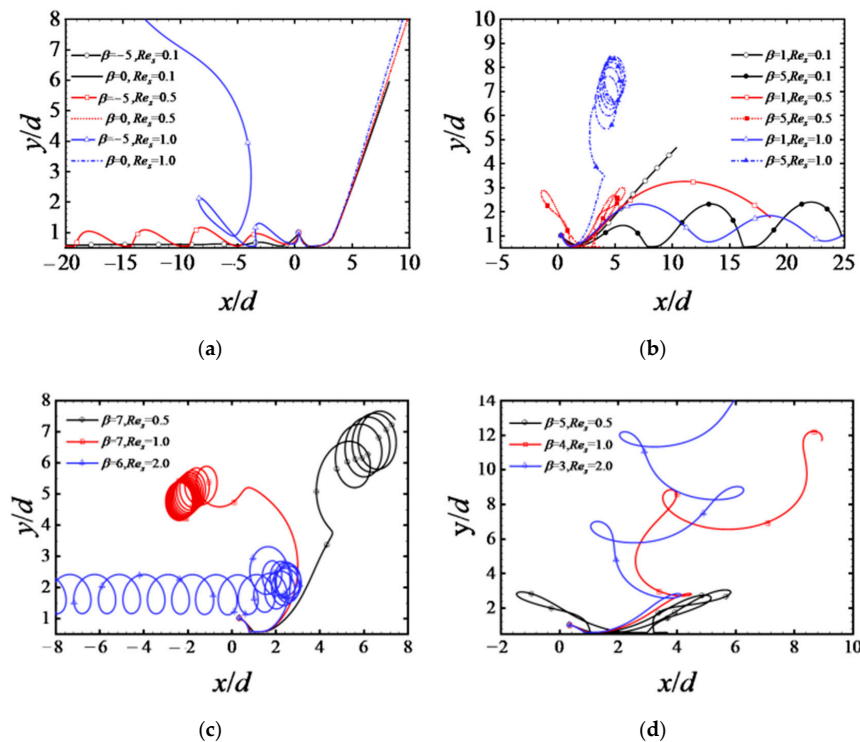 8
7
6
5
4
3
2
1
y/d
β=−5 ,Re_s=0.1
β=0, Re_s=0.1
β=−5 ,Re_s=0.5
β=0, Re_s=0.5
β=−5 ,Re_s=1.0
β=0, Re_s=1.0
−20 −15 −10 −5 0 5 10
x/d
(a)
10
9
8
7
6
5
4
3
2
1
y/d
β=1,Re_s=0.1
β=5,Re_s=0.1
β=1,Re_s=0.5
β=5,Re_s=0.5
β=1,Re_s=1.0
β=5,Re_s=1.0
−5 0 5 10 15 20 25
x/d
(b)
8
7
6
5
4
3
2
1
y/d
β=7,Re_s=0.5
β=7,Re_s=1.0
β=6,Re_s=2.0
−8 −6 −4 −2 0 2 4 6 8
x/d
(c)
14
12
10
8
6
4
2
y/d
β=5,Re_s=0.5
β=4,Re_s=1.0
β=3,Re_s=2.0
−2 0 2 4 6 8 10
x/d
(d)